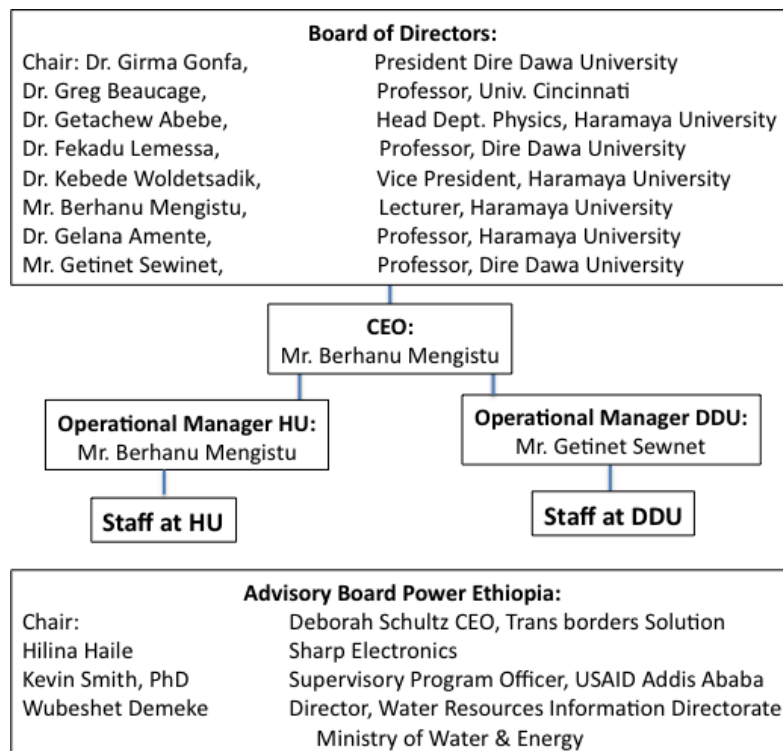 Board of Directors:
Chair: Dr. Girma Gonfa, President Dire Dawa University
Dr. Greg Beaucage, Professor, Univ. Cincinnati
Dr. Getachew Abebe, Head Dept. Physics, Haramaya University
Dr. Fekadu Lemessa, Professor, Dire Dawa University
Dr. Kebede Woldetsadik, Vice President, Haramaya University
Mr. Berhanu Mengistu, Lecturer, Haramaya University
Dr. Gelana Amente, Professor, Haramaya University
Mr. Getinet Sewinet, Professor, Dire Dawa University
CEO:
Mr. Berhanu Mengistu
Operational Manager HU:
Mr. Berhanu Mengistu
Operational Manager DDU:
Mr. Getinet Sewnet
Staff at HU
Staff at DDU
Advisory Board Power Ethiopia:
Chair: Deborah Schultz CEO, Trans borders Solution
Hilina Haile Sharp Electronics
Kevin Smith, PhD Supervisory Program Officer, USAID Addis Ababa
Wubeshet Demeke Director, Water Resources Information Directorate
Ministry of Water & Energy